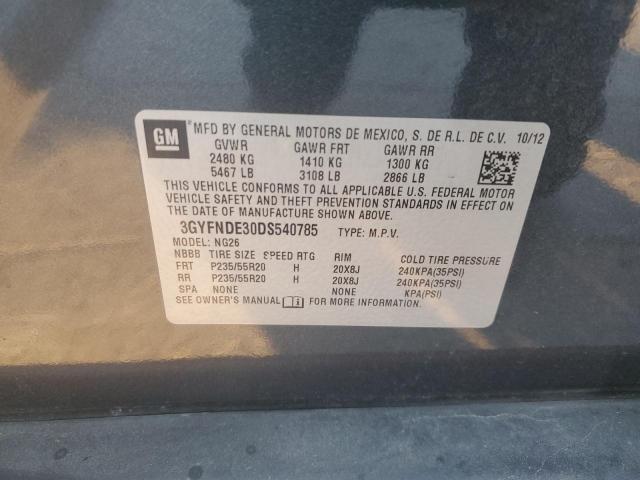 GM
MFD BY GENERAL MOTORS DE MEXICO, S. DE R.L. DE C.V. 10/12
GVWR GAWR FRT GAWR RR
2480 KG 1410 KG 1300 KG
5467 LB 3108 LB 2866 LB
THIS VEHICLE CONFORMS TO ALL APPLICABLE U.S. FEDERAL MOTOR
VEHICLE SAFETY AND THEFT PREVENTION STANDARDS IN EFFECT ON
THE DATE OF MANUFACTURE SHOWN ABOVE.
3GYFNDE30DS540785 TYPE: M.P.V.
MODEL: NG26
NBBB TIRE SIZE SPEED RTG RIM COLD TIRE PRESSURE
FRT P235/55R20 H 20X8J 240KPA(35PSI)
RR P235/55R20 H 20X8J 240KPA(35PSI)
SPA NONE NONE KPA(PSI)
SEE OWNER'S MANUAL FOR MORE INFORMATION.